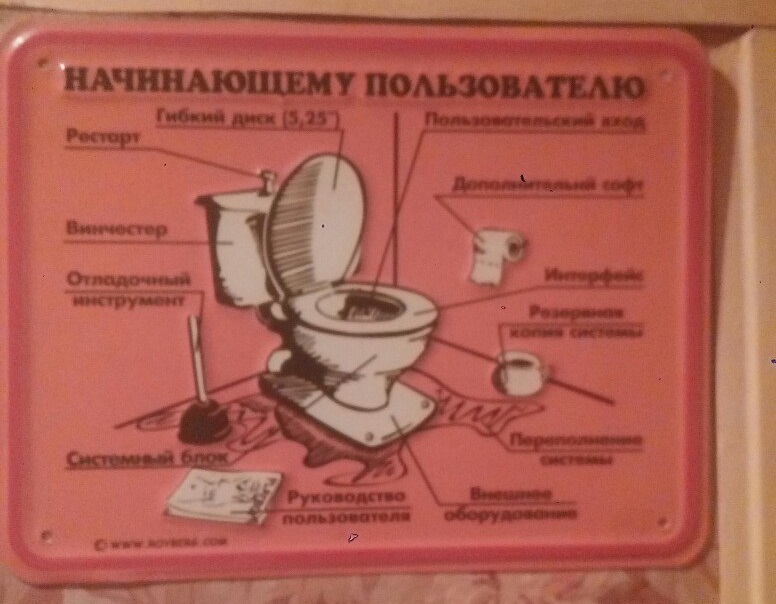 НАЧИНАЮЩЕМУ ПОЛЬЗОВАТЕЛЮ
Гибкий диск (5,25")
Пользовательский вход
Рестарт
Дополнительный софт
Винчестер
Интерфейс
Отладочный
инструмент
Резервная
копия системы
Переполнение
системы
Системный блок
Руководство
пользователя
Внешнее
оборудование
© WWW.ROYBERG.COM